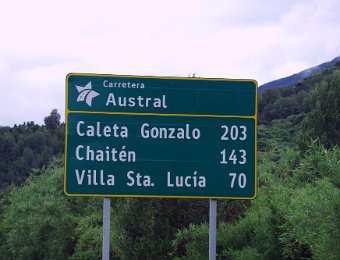 Carretera
Austral
Caleta Gonzalo 203
Chaitén 143
Villa Sta. Lucía 70